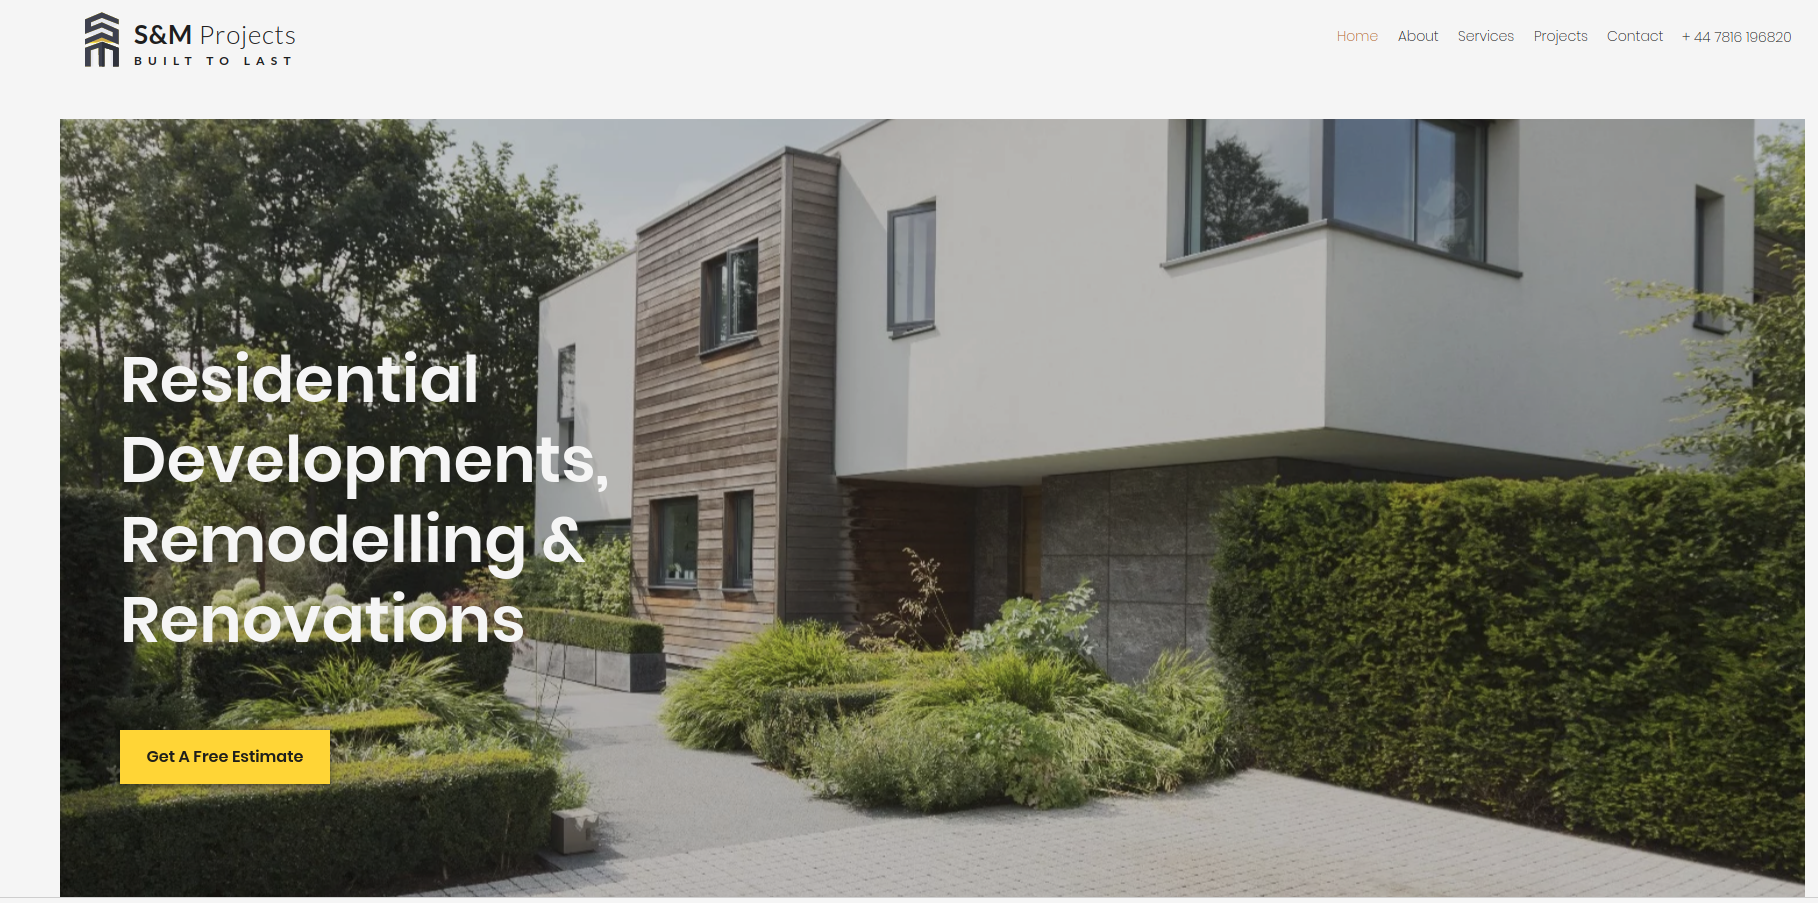 S&M Projects
BUILT TO LAST
Home About Services Projects Contact + 44 7816 196820
Residential
Developments,
Remodelling &
Renovations
Get A Free Estimate